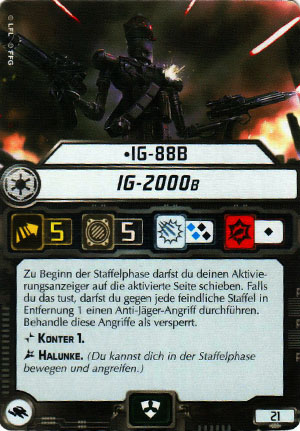 © LFL © FFG
•IG-88B
IG-2000B
5
5
Zu Beginn der Staffelphase darfst du deinen Aktivie-
rungsanzeiger auf die aktivierte Seite schieben. Falls
du das tust, darfst du gegen jede feindliche Staffel in
Entfernung 1 einen Anti-Jäger-Angriff durchführen.
Behandle diese Angriffe als versperrt.
Konter 1.
Halunke. (Du kannst dich in der Staffelphase
bewegen und angreifen.)
21